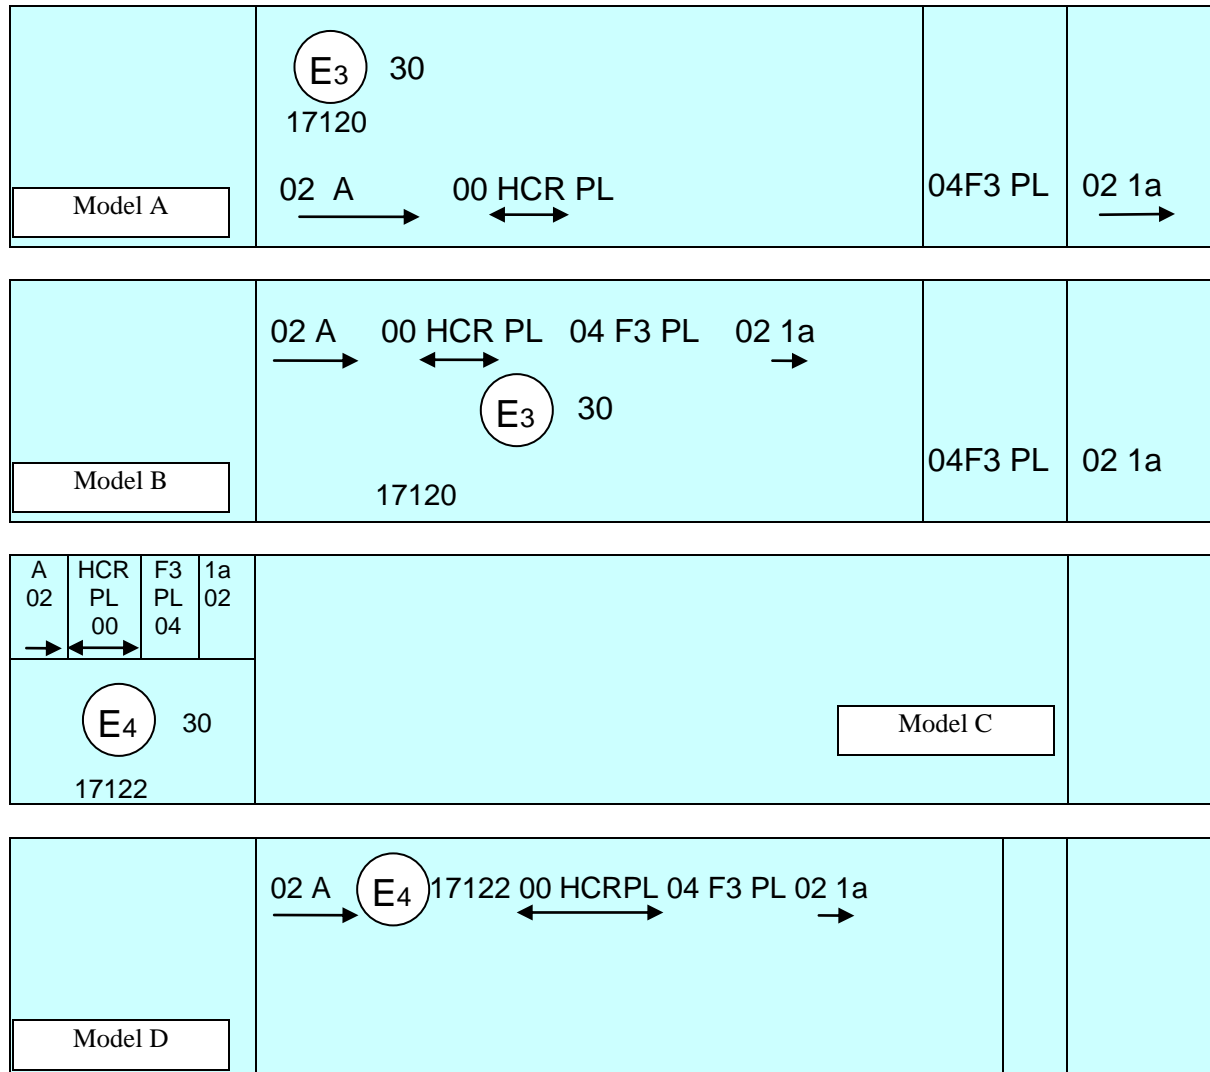 E3 30
17120
02 A 00 HCR PL 04F3 PL 02 1a
Model A
02 A 00 HCR PL 04 F3 PL 02 1a
E3 30
04F3 PL 02 1a
Model B
17120
A HCR F3 1a
02 PL PL 02
00 04
E4 30
Model C
17122
02 A E4 17122 00 HCRPL 04 F3 PL 02 1a
Model D